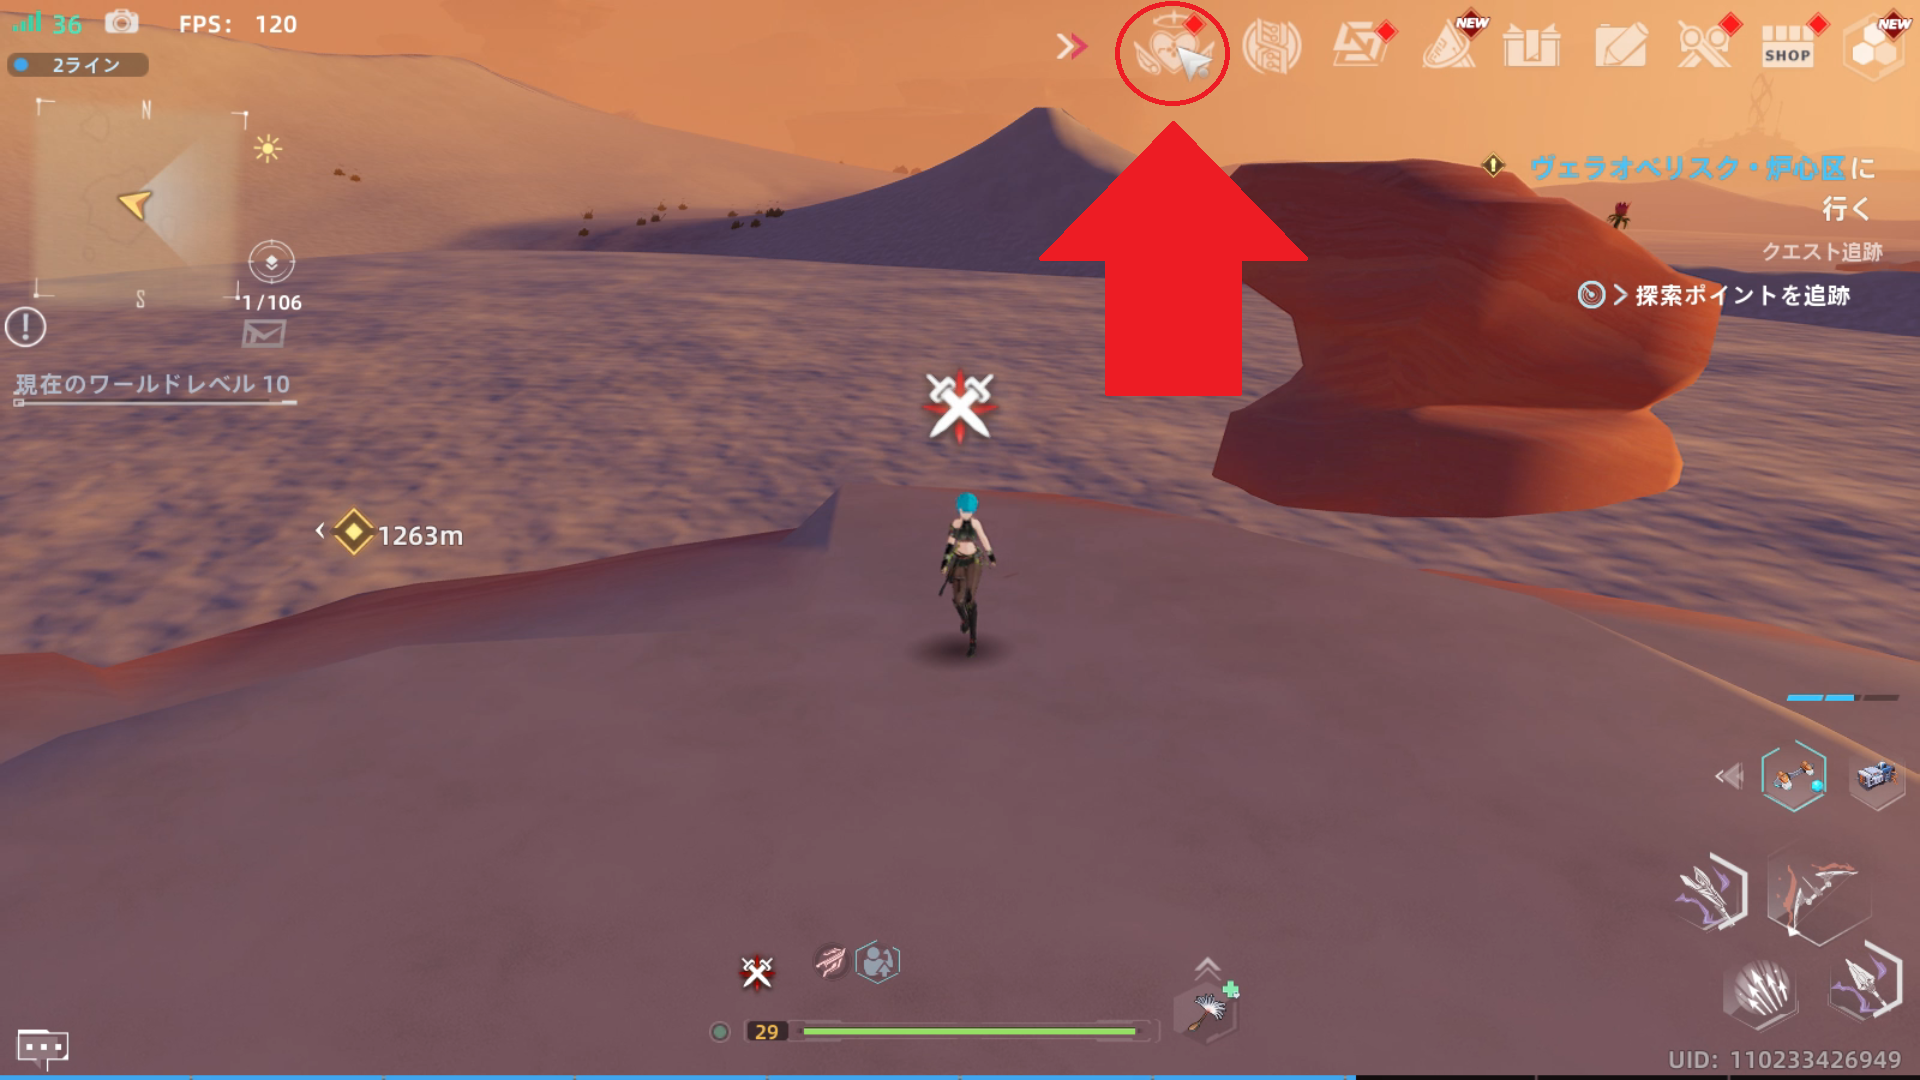 36
FPS: 120
2ライン
N
S
1/106
現在のワールドレベル 10
NEW
SHOP
NEW
ヴェラオベリスク・炉心区に
行く
クエスト追跡
探索ポイントを追跡
1263m
29
UID: 110233426949